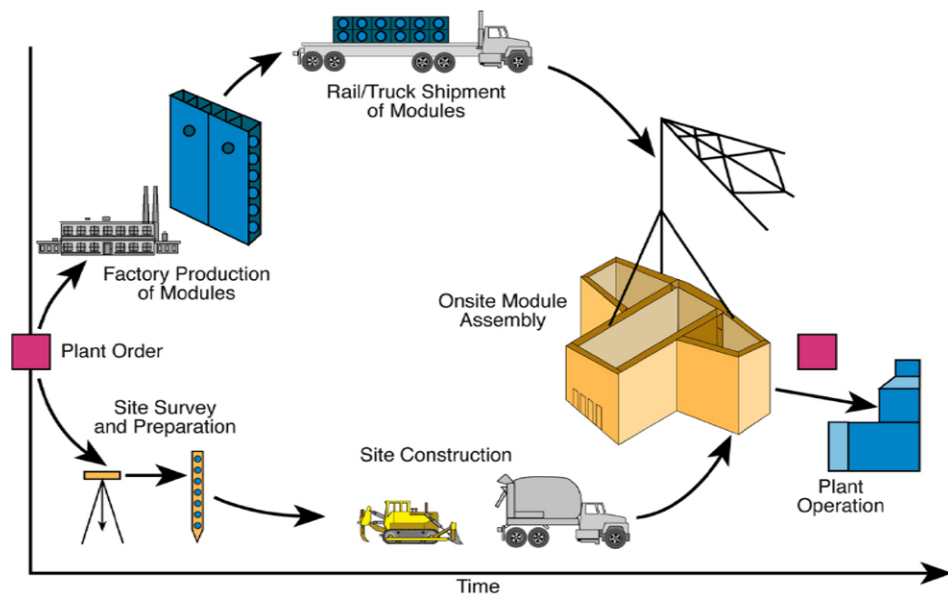 Rail/Truck Shipment
of Modules
Factory Production
of Modules
Onsite Module
Assembly
Plant Order
Site Survey
and Preparation
Site Construction
Plant
Operation
Time